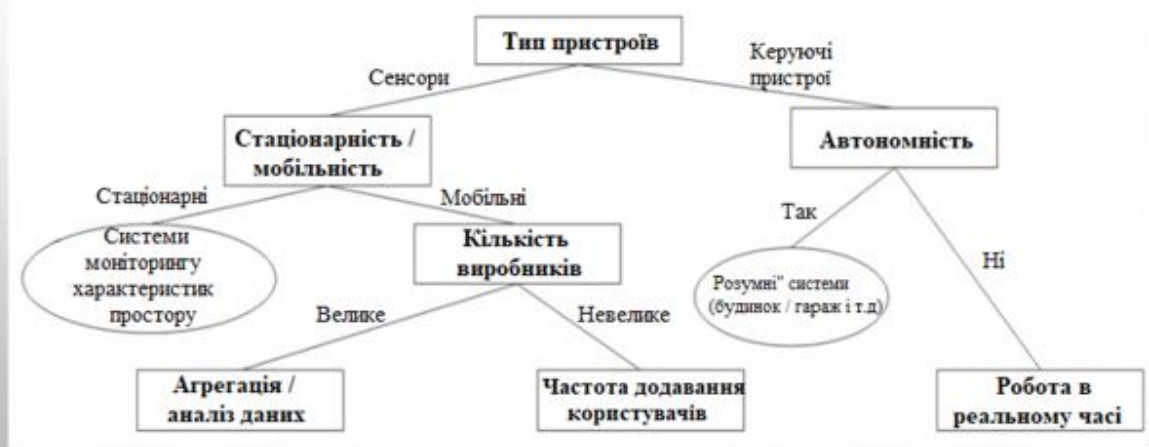 Тип пристроїв
Сенсори
Керуючі
пристрої
Стаціонарність /
мобільність
Автономність
Стаціонарні
Мобільні
Так
Ні
Системи
моніторингу
характеристик
простору
Кількість
виробників
Розумні" системи
(будинок / гараж і т.д)
Велике
Невелике
Агрегація /
аналіз даних
Частота додавання
користувачів
Робота в
реальному часі